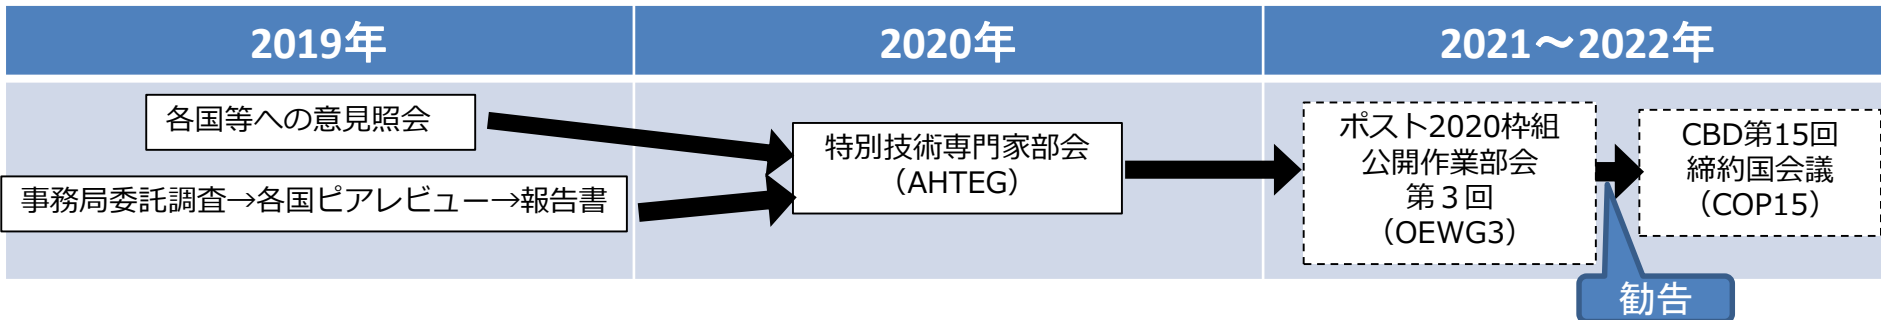 2019年
2020年
2021～2022年
各国等への意見照会
事務局委託調査→各国ピアレビュー→報告書
特別技術専門家部会
（AHTEG）
ポスト2020枠組
公開作業部会
第３回
（OEWG3）
CBD第15回
締約国会議
（COP15）
勧告